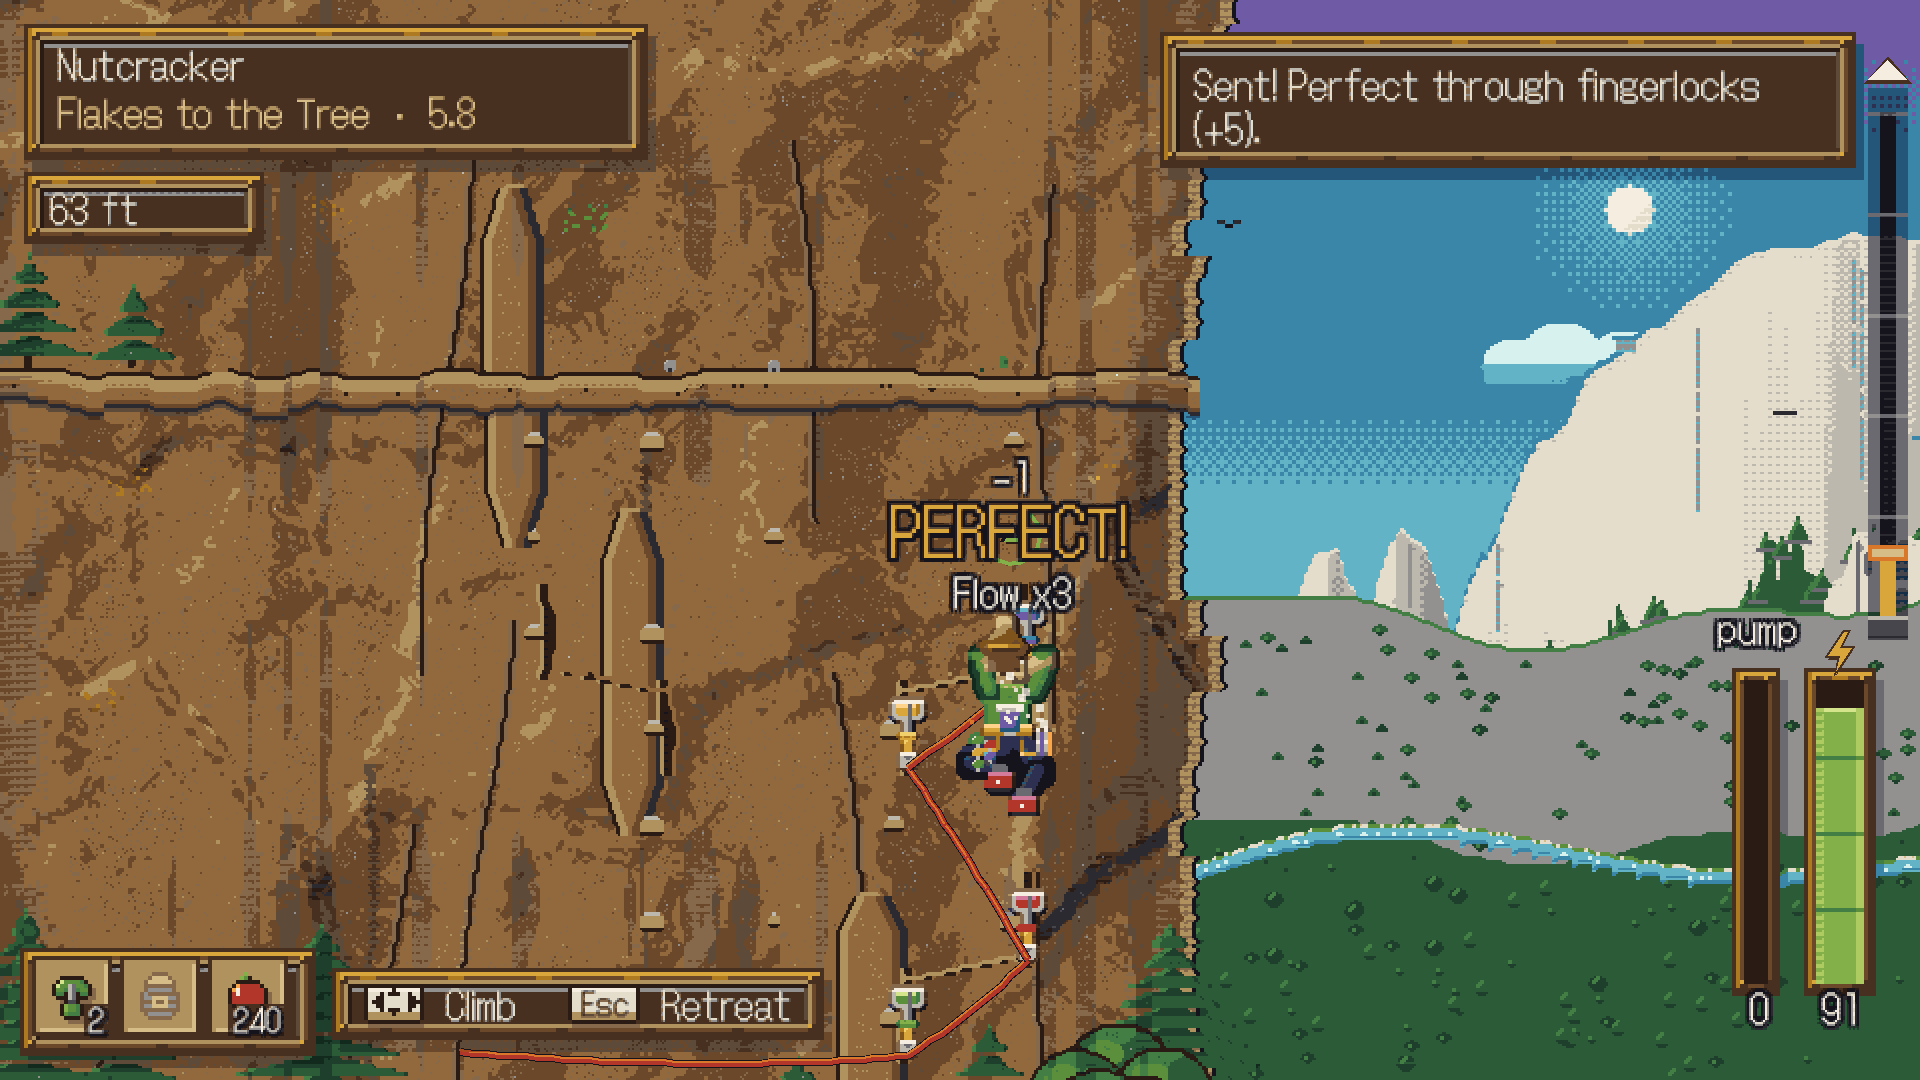 Nutcracker
Flakes to the Tree · 5.8
63 ft
Sent! Perfect through fingerlocks
(+5).
-1
PERFECT!
Flow x3
pump
0
91
2
240
Climb
Esc
Retreat